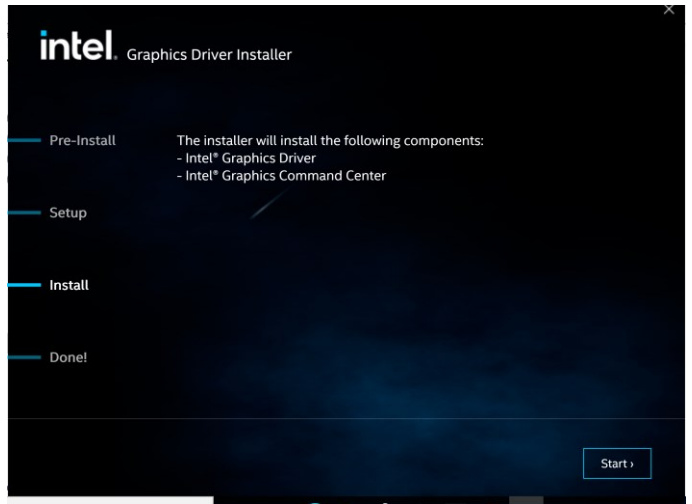 intel. Graphics Driver Installer
Pre-Install
The installer will install the following components:
- Intel® Graphics Driver
- Intel® Graphics Command Center
Setup
Install
Done!
Start ›